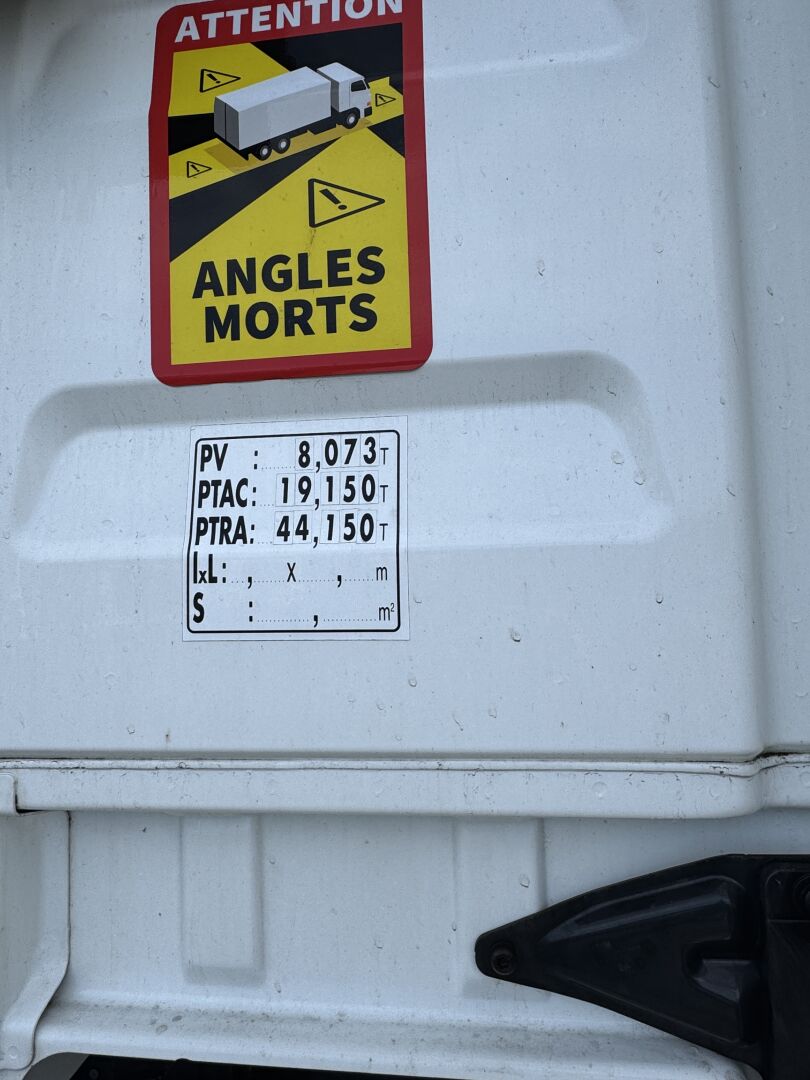 ATTENTION
ANGLES
MORTS
PV : 8,073 T
PTAC: 19,150 T
PTRA: 44,150 T
lxL: , x , m
S : , m²